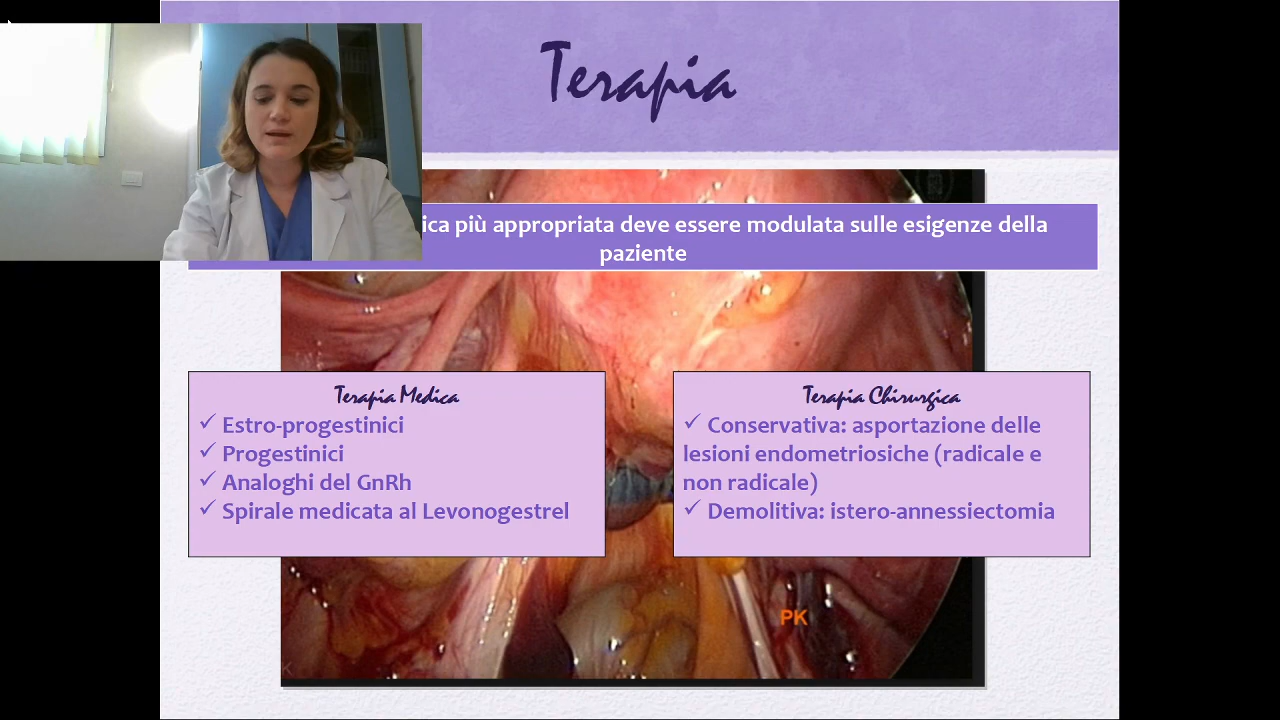 Terapia
ica più appropriata deve essere modulata sulle esigenze della
paziente
Terapia Medica
✓ Estro-progestinici
✓ Progestinici
✓ Analoghi del GnRh
✓ Spirale medicata al Levonogestrel
Terapia Chirurgica
✓ Conservativa: asportazione delle
lesioni endometriosiche (radicale e
non radicale)
✓ Demolitiva: istero-annessiectomia
PK